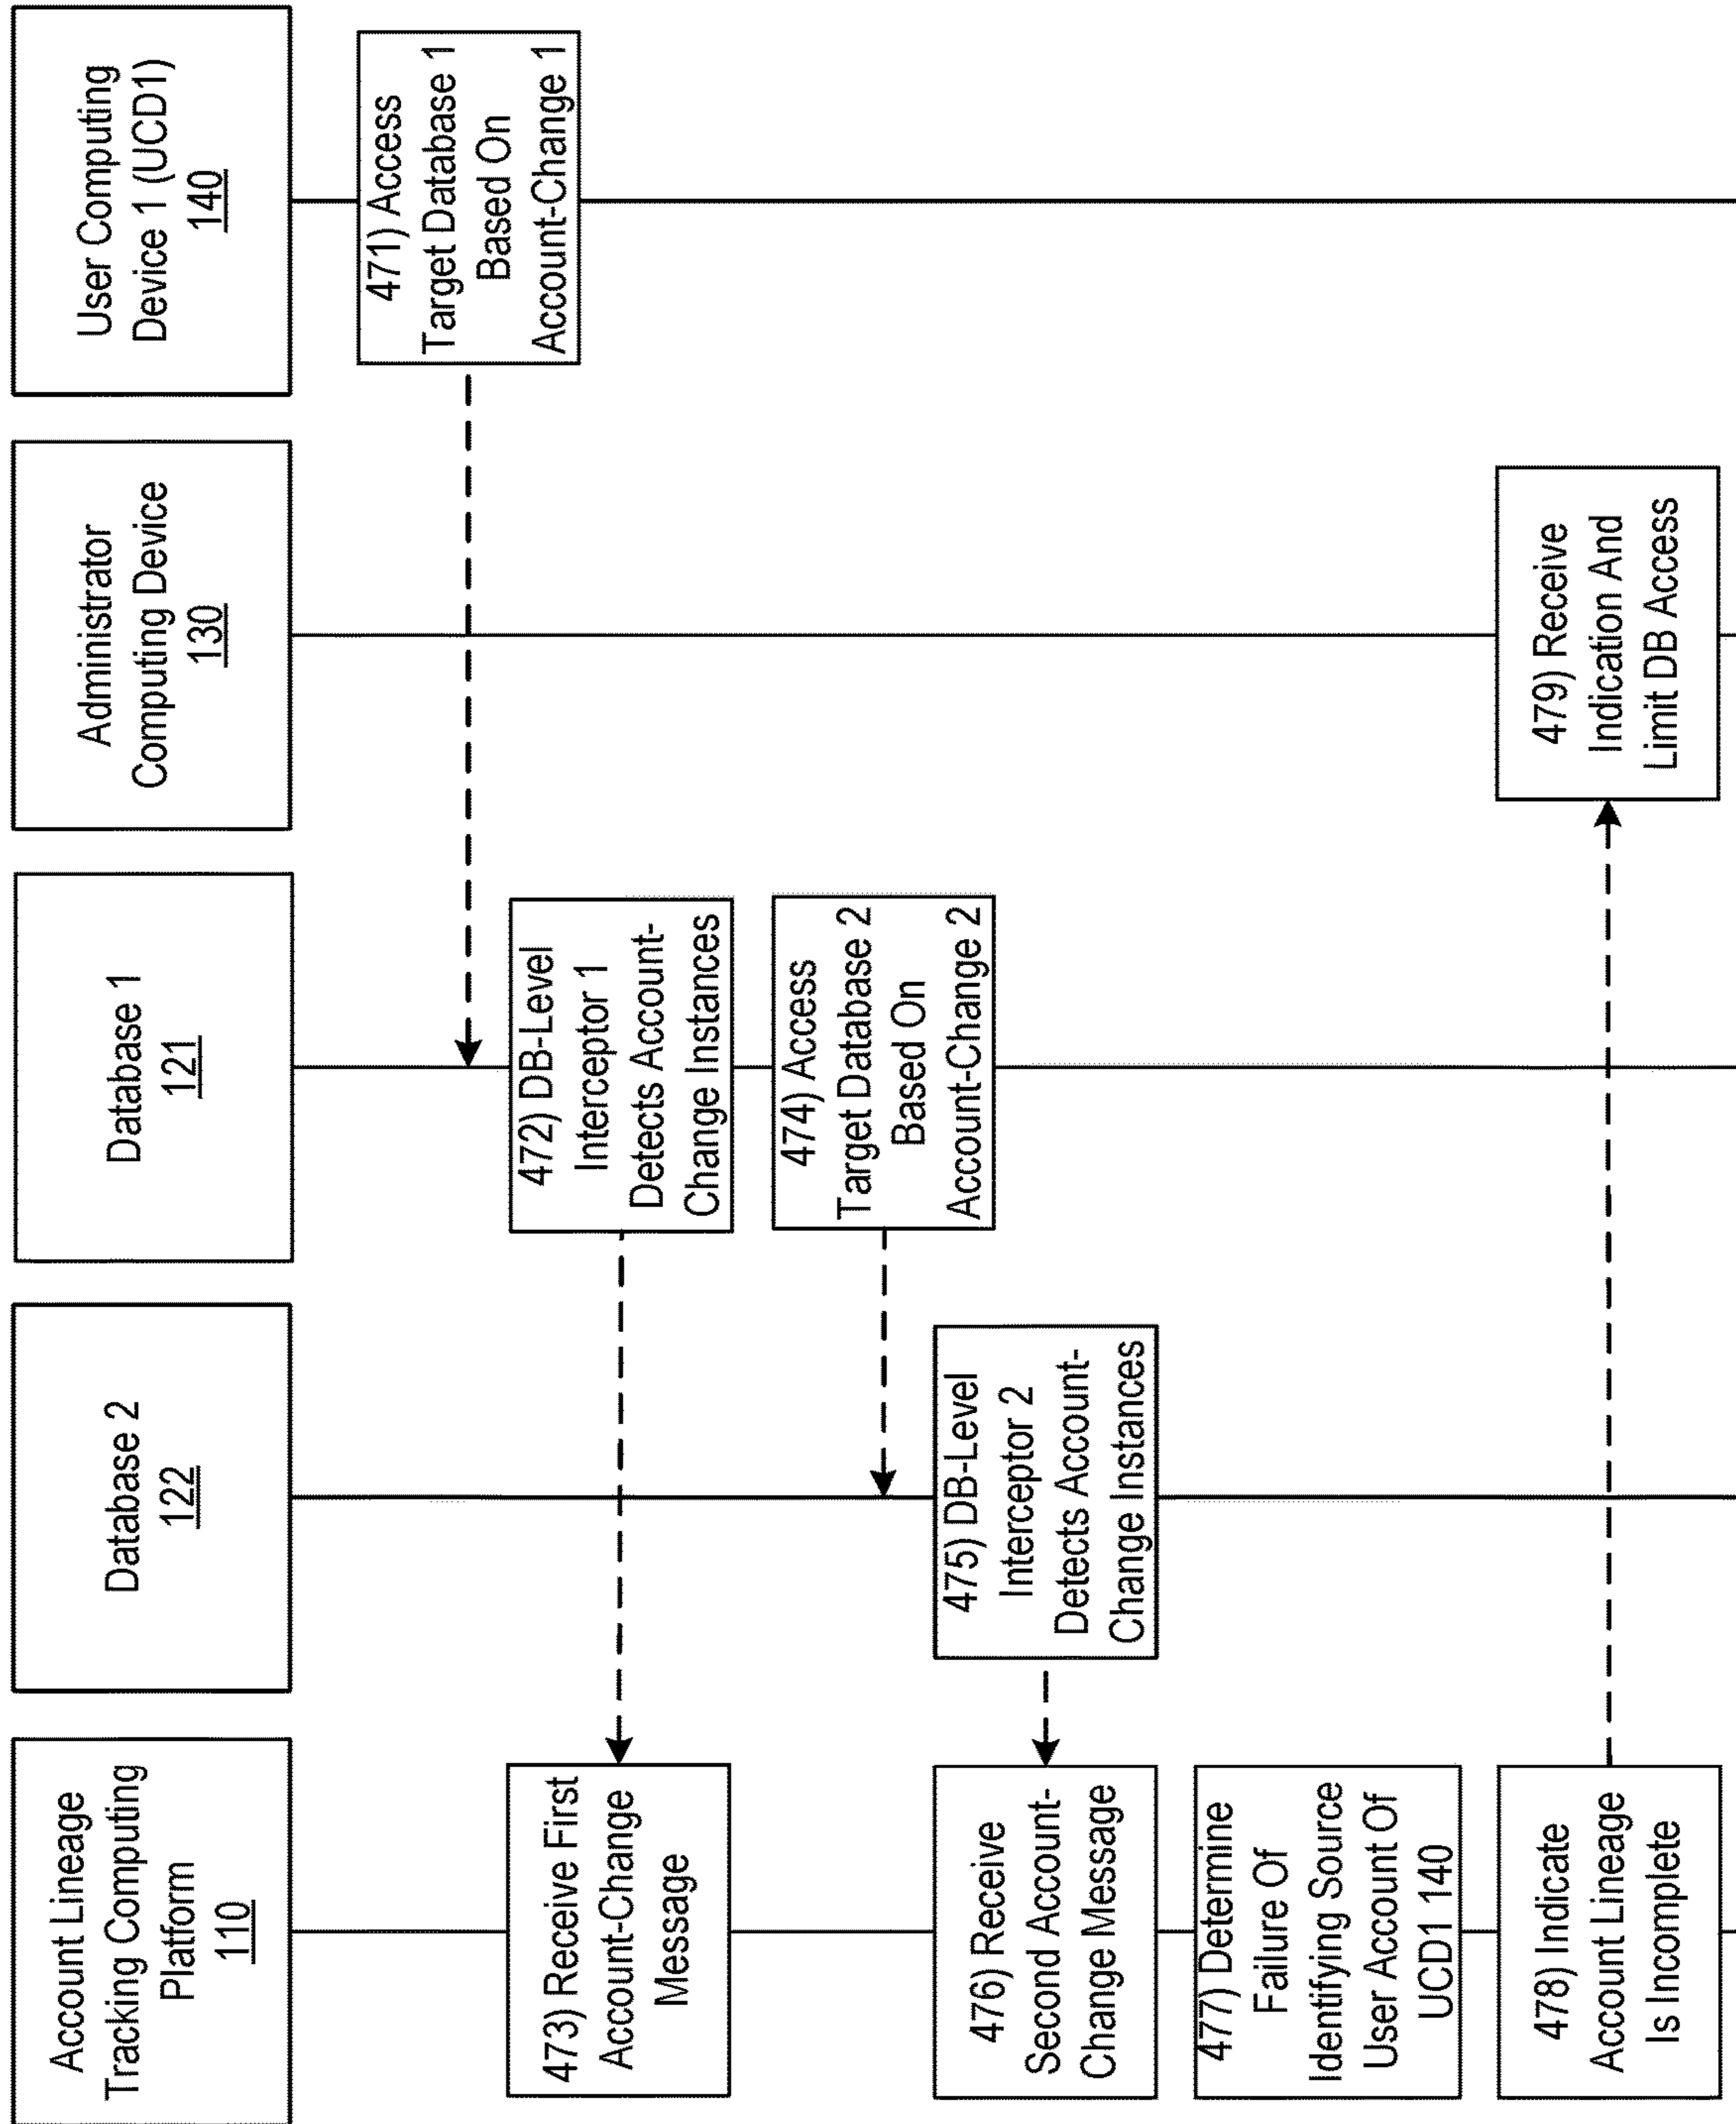 Account Lineage
Tracking Computing
Platform
110
Database 2
122
Database 1
121
Administrator
Computing Device
130
User Computing
Device 1 (UCD1)
140
471) Access
Target Database 1
Based On
Account-Change 1
472) DB-Level
Interceptor 1
Detects Account-
Change Instances
473) Receive First
Account-Change
Message
474) Access
Target Database 2
Based On
Account-Change 2
475) DB-Level
Interceptor 2
Detects Account-
Change Instances
476) Receive
Second Account-
Change Message
477) Determine
Failure Of
Identifying Source
User Account Of
UCD1 140
478) Indicate
Account Lineage
Is Incomplete
479) Receive
Indication And
Limit DB Access